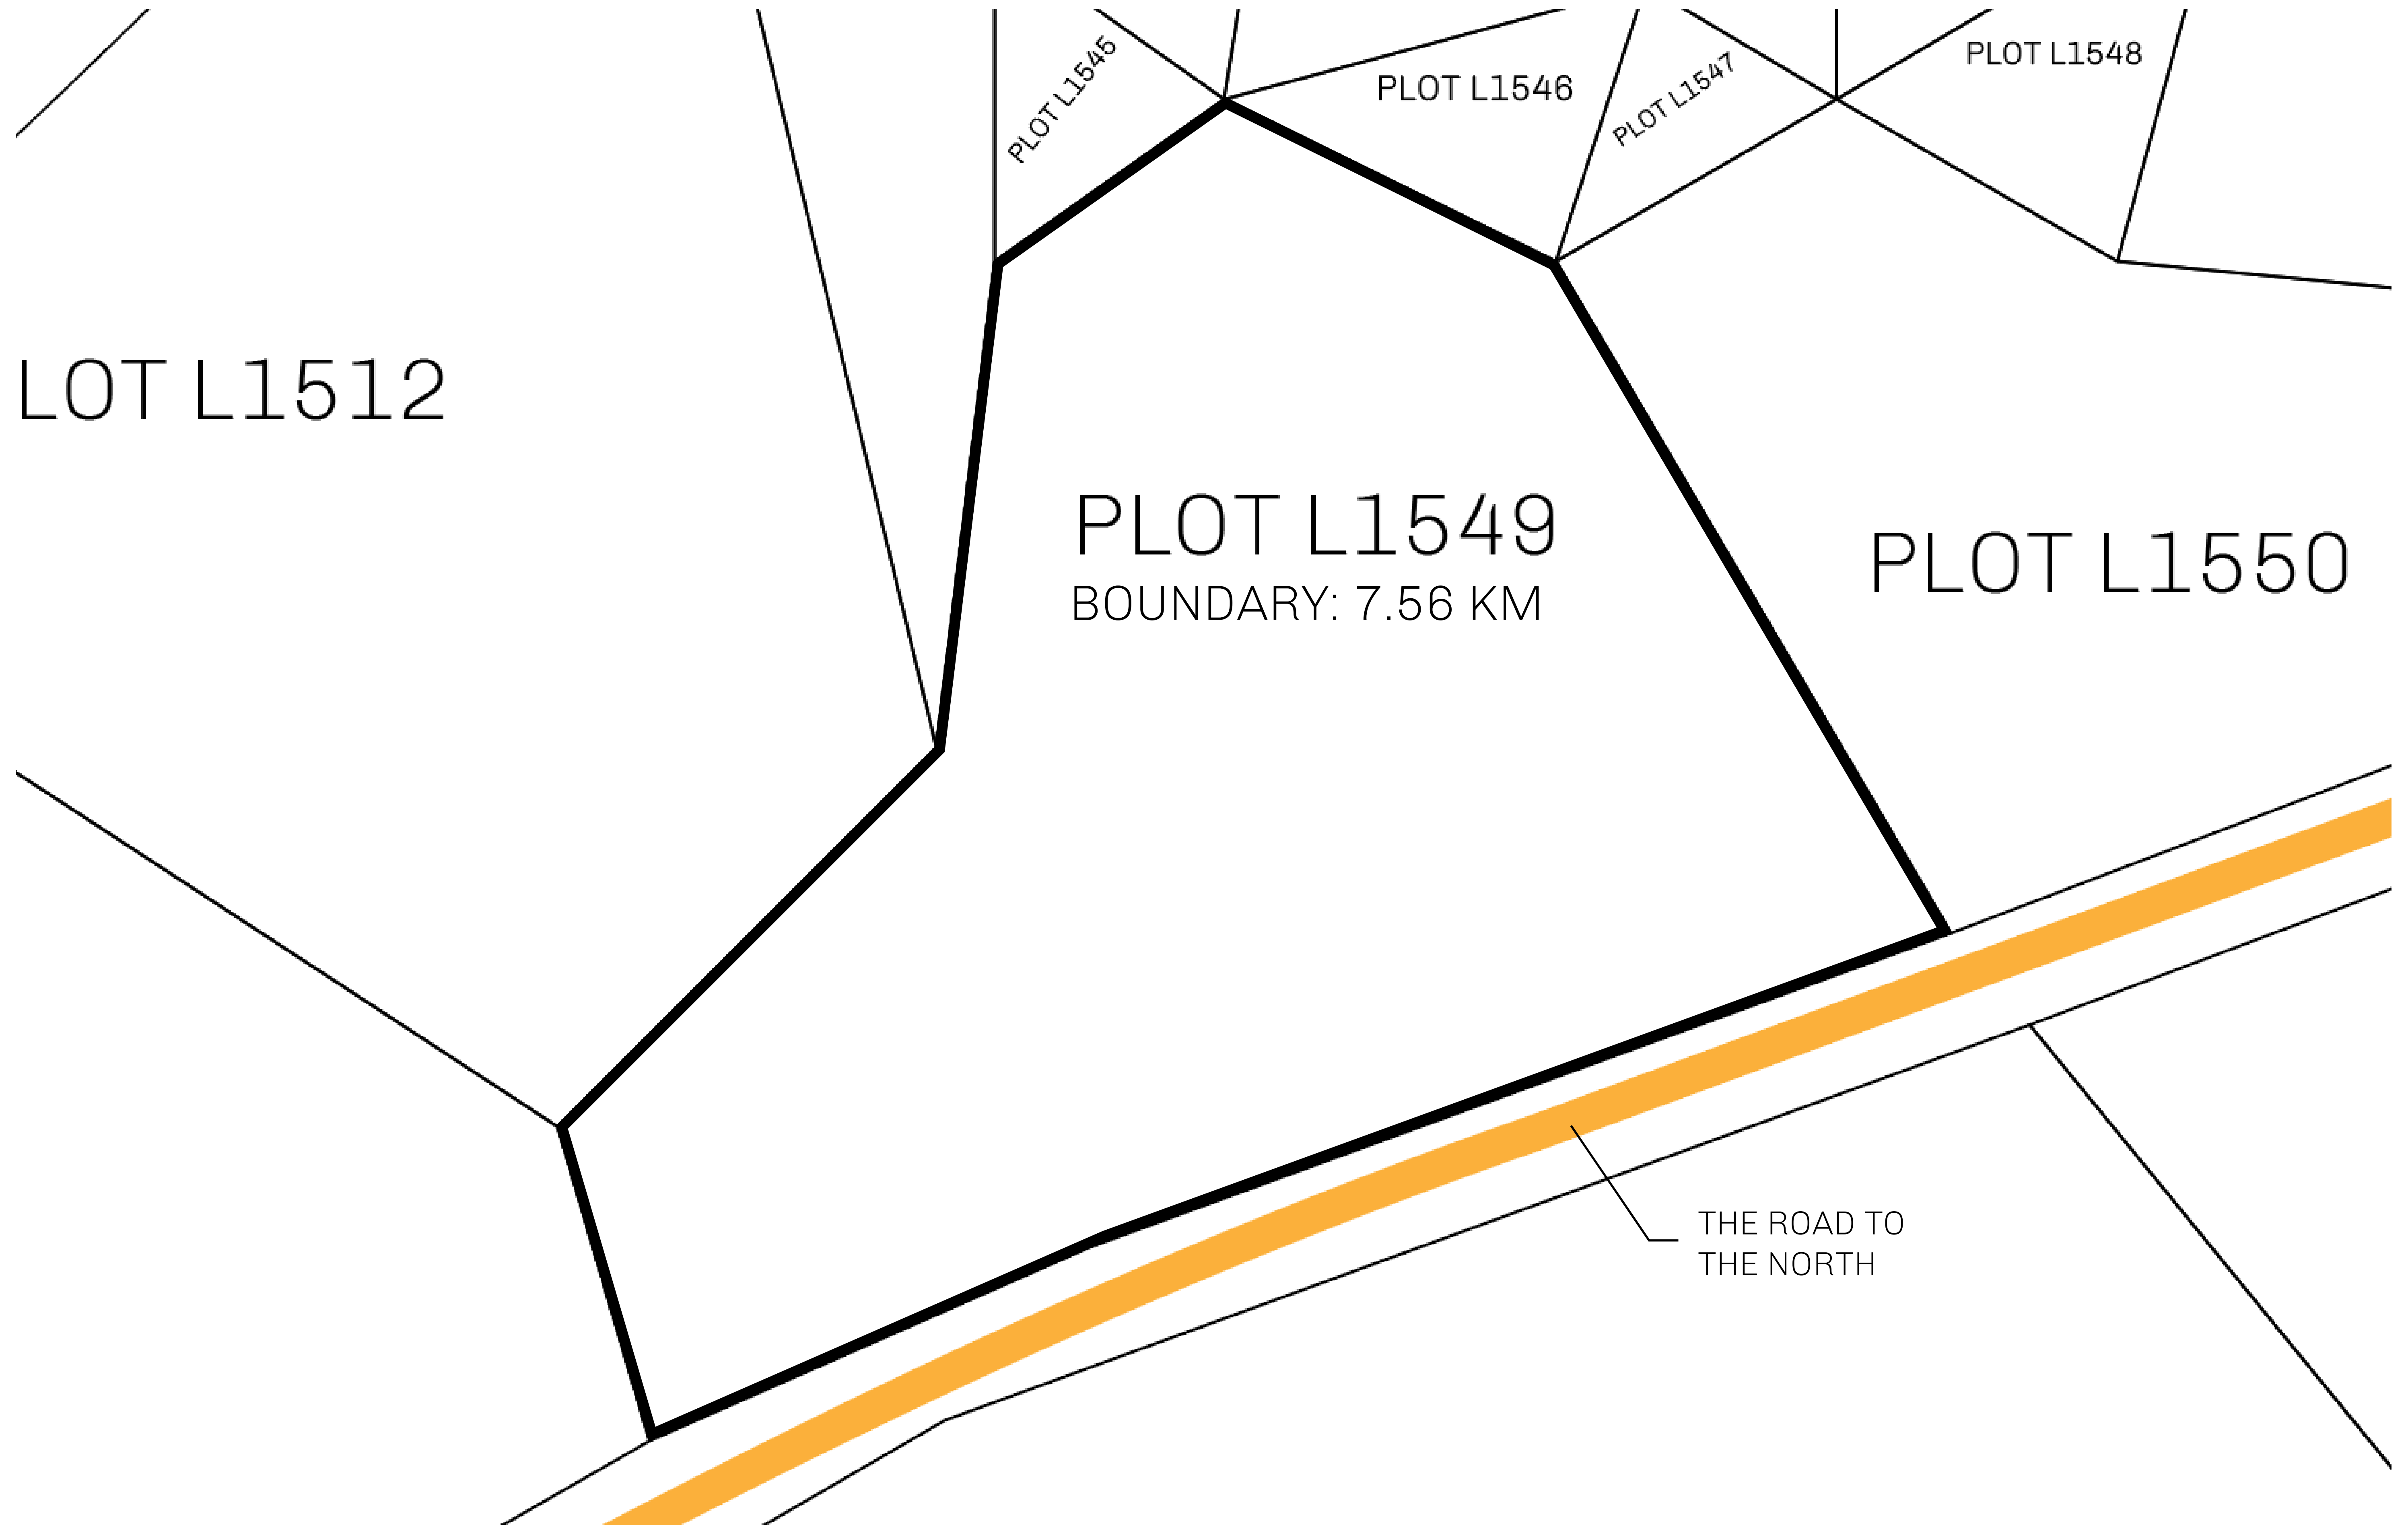 PLOT L1545
PLOT L1546
PLOT L1547
PLOT L1548
LOT L1512
PLOT L1549
BOUNDARY: 7.56 KM
PLOT L1550
THE ROAD TO
THE NORTH